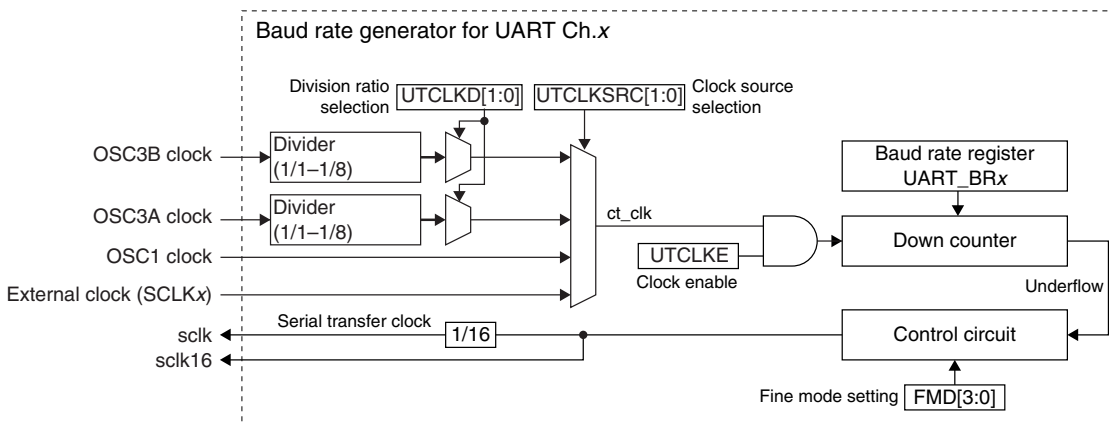 Baud rate generator for UART Ch.x
Division ratio
selection
UTCLKD[1:0]
UTCLKSRC[1:0]
Clock source
selection
OSC3B clock
Divider
(1/1–1/8)
Baud rate register
UART_BRx
OSC3A clock
Divider
(1/1–1/8)
ct_clk
Down counter
OSC1 clock
UTCLKE
Clock enable
Underflow
External clock (SCLKx)
sclk
Serial transfer clock
1/16
Control circuit
sclk16
Fine mode setting
FMD[3:0]